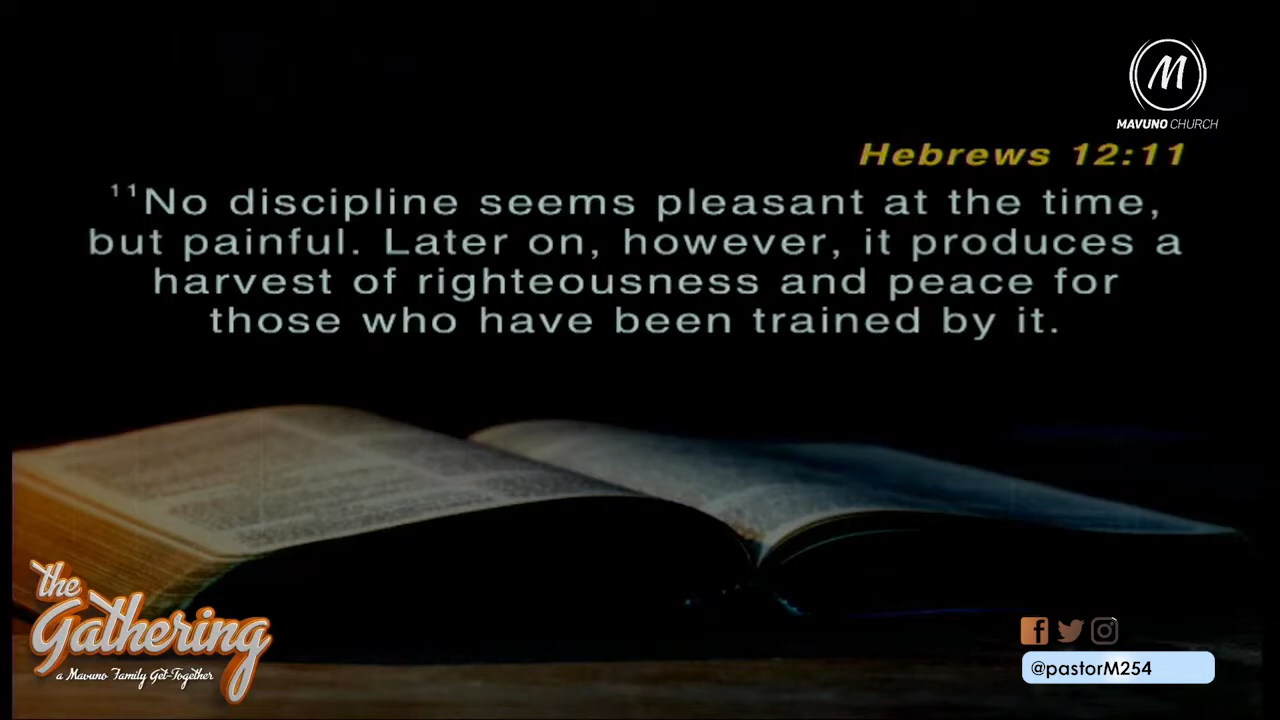 M
MAVUNO CHURCH
Hebrews 12:11
11No discipline seems pleasant at the time,
but painful. Later on, however, it produces a
harvest of righteousness and peace for
those who have been trained by it.
the
Gathering
a Mavuno Family Get-Together
@pastorM254